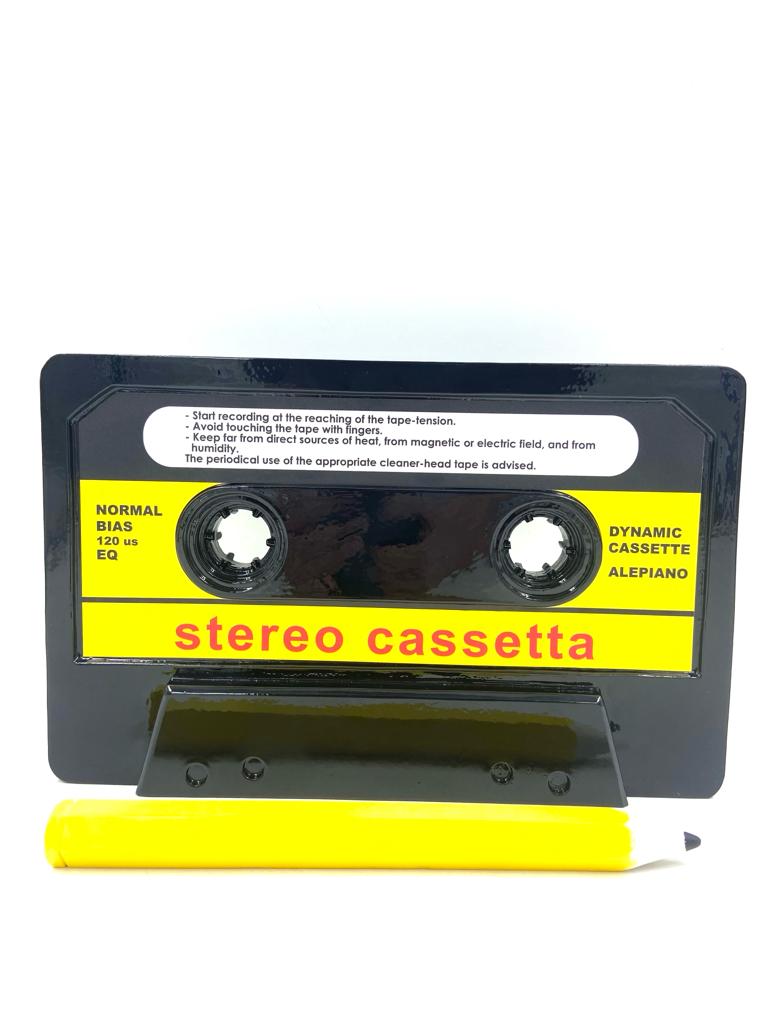 - Start recording at the reaching of the tape-tension.
- Avoid touching the tape with fingers.
- Keep far from direct sources of heat, from magnetic or electric field, and from
humidity.
The periodical use of the appropriate cleaner-head tape is advised.
NORMAL
BIAS
120 us
EQ
DYNAMIC
CASSETTE
ALEPIANO
stereo cassetta